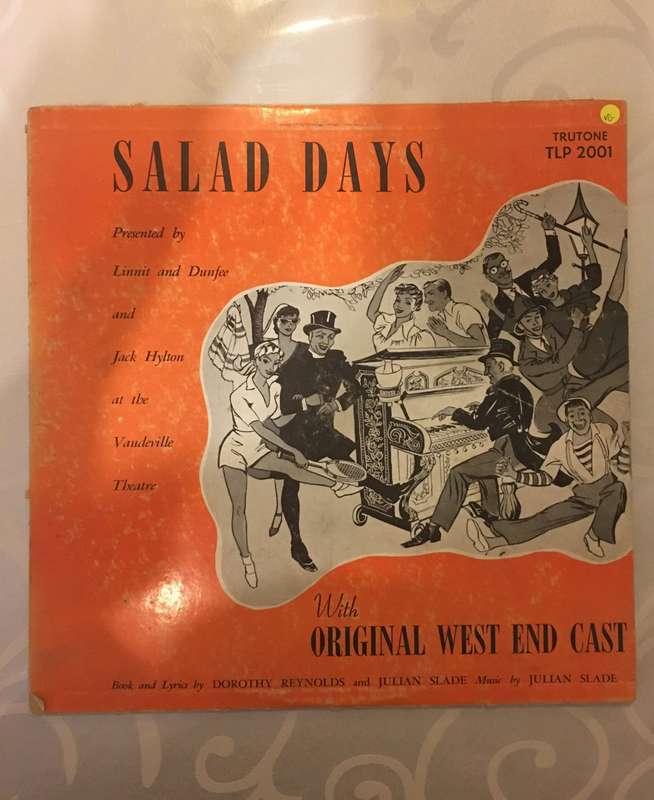 VG-
TRUTONE
TLP 2001
SALAD DAYS
Presented by
Linnit and Dunfee
and
Jack Hylton
at the
Vaudeville
Theatre
With
ORIGINAL WEST END CAST
Book and Lyrics by DOROTHY REYNOLDS and JULIAN SLADE Music by JULIAN SLADE